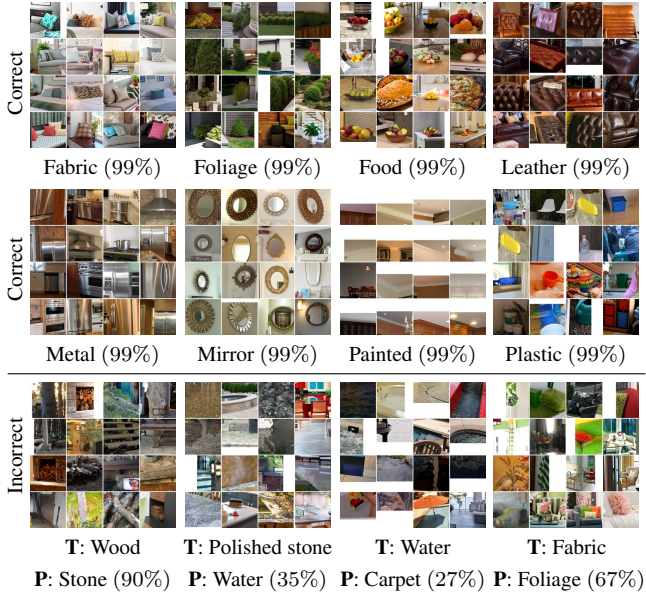 Correct
Fabric (99%) Foliage (99%) Food (99%) Leather (99%)
Correct
Metal (99%) Mirror (99%) Painted (99%) Plastic (99%)
Incorrect
T: Wood T: Polished stone T: Water T: Fabric
P: Stone (90%) P: Water (35%) P: Carpet (27%) P: Foliage (67%)